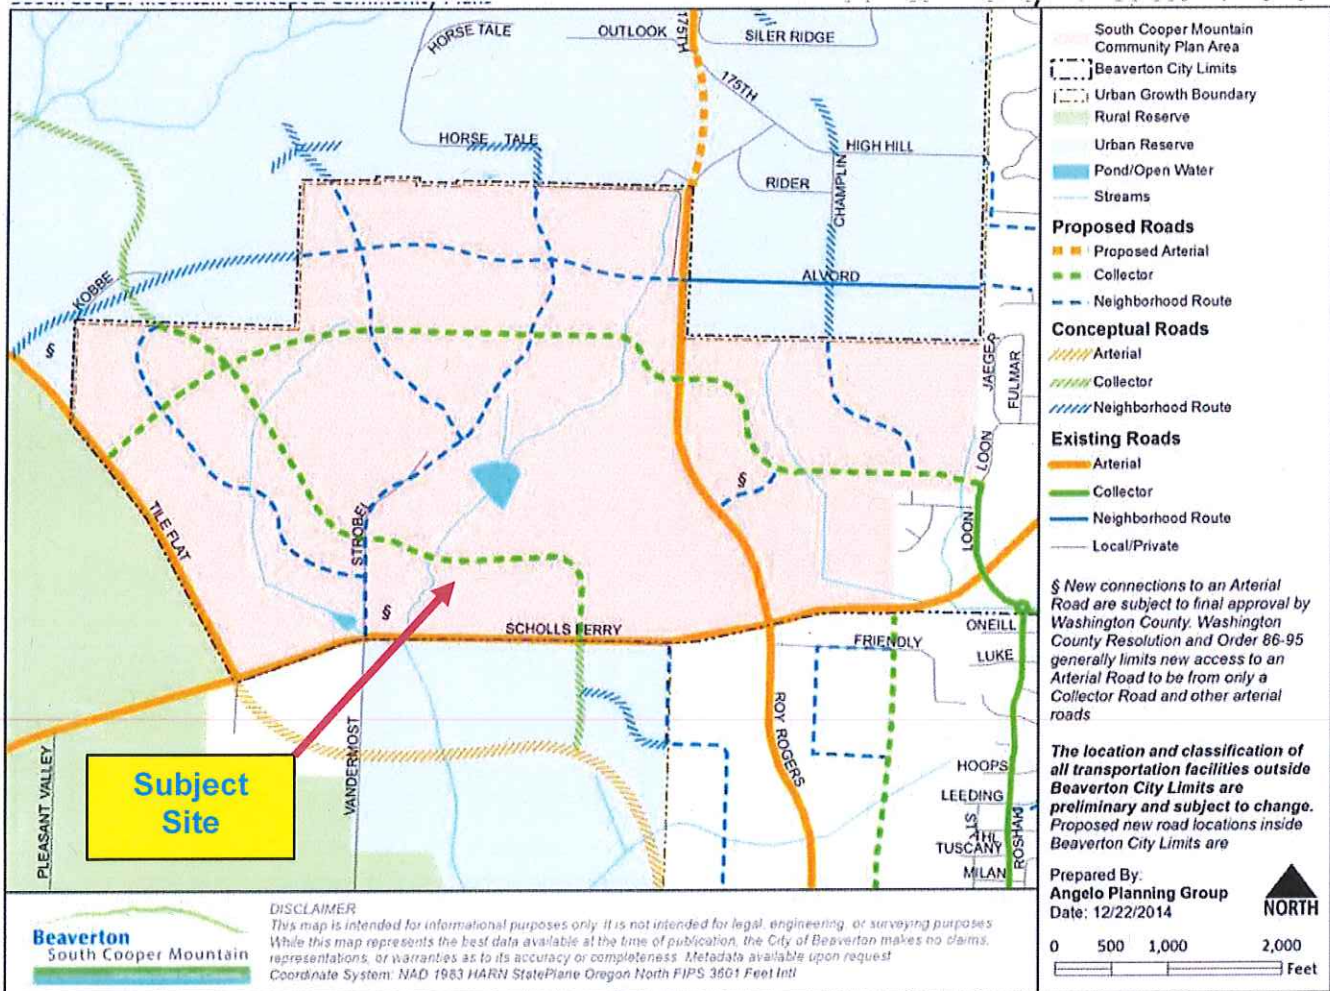 HORSE TALE
OUTLOOK
175TH
SILER RIDGE
175TH
HORSE TALE
HIGH HILL
RIDER
CHAMPLIN
KOBBE
ALVORD
§
JAEGER
FULMAR
LOON
§
TILE FLAT
STROBEL
LOON
§
SCHOLLS FERRY
FRIENDLY
ONEILL
LUKE
ROY ROGERS
VANDERMOST
PLEASANT VALLEY
HOOPS
LEEDING
ST
TUSCANY
MILAN
ROSHAK
Subject
Site
South Cooper Mountain
Community Plan Area
Beaverton City Limits
Urban Growth Boundary
Rural Reserve
Urban Reserve
Pond/Open Water
Streams
Proposed Roads
Proposed Arterial
Collector
Neighborhood Route
Conceptual Roads
Arterial
Collector
Neighborhood Route
Existing Roads
Arterial
Collector
Neighborhood Route
Local/Private
§ New connections to an Arterial
Road are subject to final approval by
Washington County. Washington
County Resolution and Order 86-95
generally limits new access to an
Arterial Road to be from only a
Collector Road and other arterial
roads
The location and classification of
all transportation facilities outside
Beaverton City Limits are
preliminary and subject to change.
Proposed new road locations inside
Beaverton City Limits are
Prepared By:
Angelo Planning Group
Date: 12/22/2014
NORTH
0 500 1,000 2,000
Feet
Beaverton
South Cooper Mountain
DISCLAIMER
This map is intended for informational purposes only. It is not intended for legal, engineering, or surveying purposes
While this map represents the best data available at the time of publication, the City of Beaverton makes no claims,
representations, or warranties as to its accuracy or completeness. Metadata available upon request
Coordinate System: NAD 1983 HARN StatePlane Oregon North FIPS 3601 Feet Intl